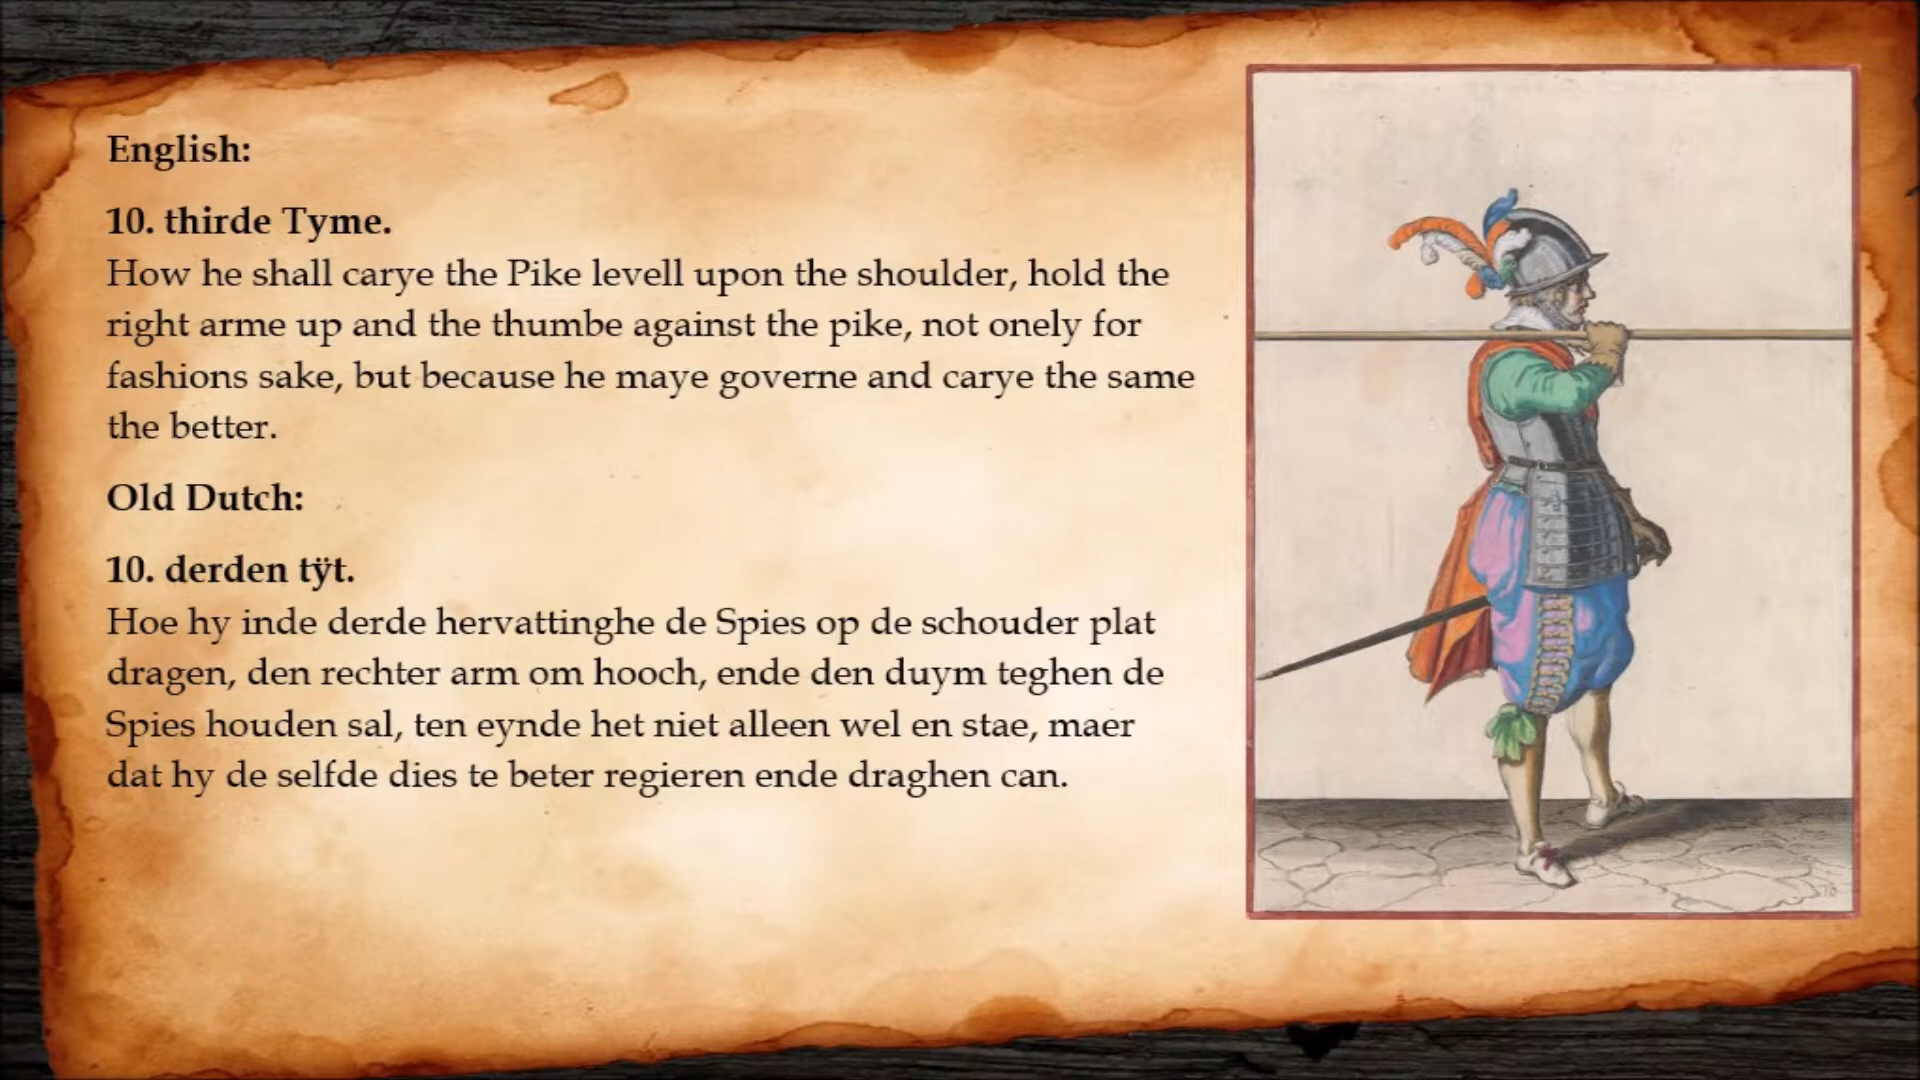 English:
10. thirde Tyme.
How he shall carye the Pike levell upon the shoulder, hold the
right arme up and the thumbe against the pike, not onely for
fashions sake, but because he maye governe and carye the same
the better.
Old Dutch:
10. derden tÿt.
Hoe hy inde derde hervattinghe de Spies op de schouder plat
dragen, den rechter arm om hooch, ende den duym teghen de
Spies houden sal, ten eynde het niet alleen wel en stae, maer
dat hy de selfde dies te beter regieren ende draghen can.